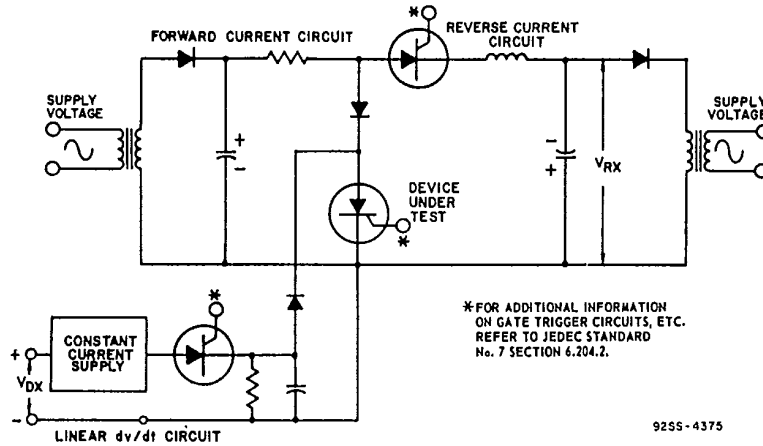 *
FORWARD CURRENT CIRCUIT
REVERSE CURRENT
CIRCUIT
SUPPLY
VOLTAGE
+
-
-
+
VRX
SUPPLY
VOLTAGE
DEVICE
UNDER
TEST
*
*
CONSTANT
CURRENT
SUPPLY
+
VDX
-
LINEAR dv/dt CIRCUIT
*FOR ADDITIONAL INFORMATION
ON GATE TRIGGER CIRCUITS, ETC.
REFER TO JEDEC STANDARD
No. 7 SECTION 6.204.2.
92SS-4375